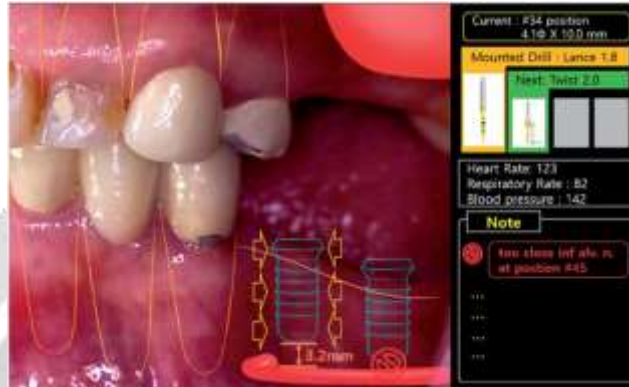 Current : #34 position
4.1Φ X 10.0 mm
Mounted Drill : Lance 1.8
Next: Twist 2.0
Heart Rate: 123
Respiratory Rate : 82
Blood pressure : 142
Note
too close inf alv. n.
at position #45
...
...
...
...
3.2mm